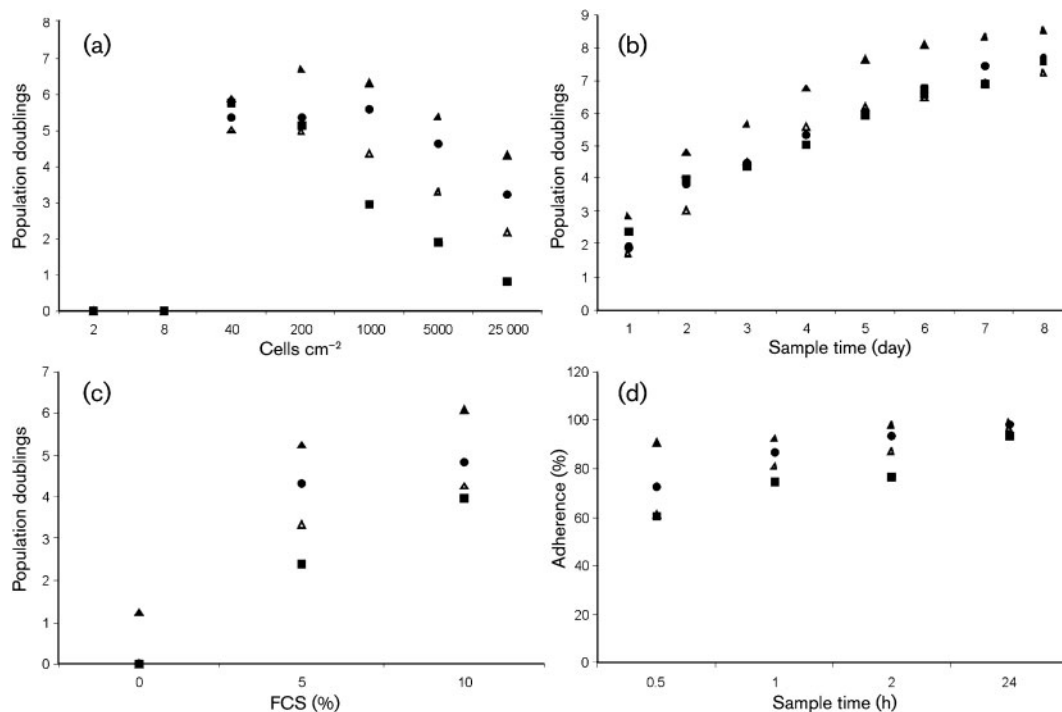 (a)
Population doublings
8
7
6
5
4
3
2
1
0
2 8 40 200 1000 5000 25 000
Cells cm⁻²
(b)
Population doublings
9
8
7
6
5
4
3
2
1
0
1 2 3 4 5 6 7 8
Sample time (day)
(c)
Population doublings
7
6
5
4
3
2
1
0
0 5 10
FCS (%)
(d)
Adherence (%)
120
100
80
60
40
20
0
0.5 1 2 24
Sample time (h)